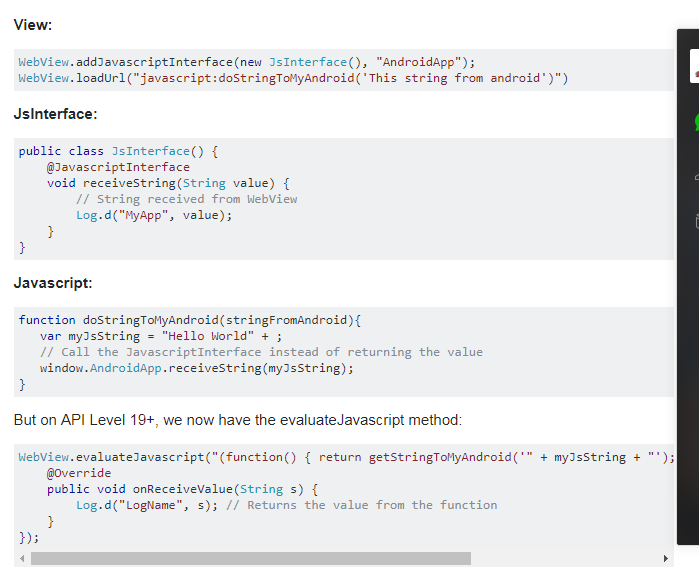 View:
WebView.addJavascriptInterface(new JsInterface(), "AndroidApp");
WebView.loadUrl("javascript:doStringToMyAndroid('This string from android')")
JsInterface:
public class JsInterface() {
    @JavascriptInterface
    void receiveString(String value) {
        // String received from WebView
        Log.d("MyApp", value);
    }
}
Javascript:
function doStringToMyAndroid(stringFromAndroid){
   var myJsString = "Hello World" + ;
   // Call the JavascriptInterface instead of returning the value
   window.AndroidApp.receiveString(myJsString);
}
But on API Level 19+, we now have the evaluateJavascript method:
WebView.evaluateJavascript("(function() { return getStringToMyAndroid('" + myJsString + "');
    @Override
    public void onReceiveValue(String s) {
        Log.d("LogName", s); // Returns the value from the function
    }
});